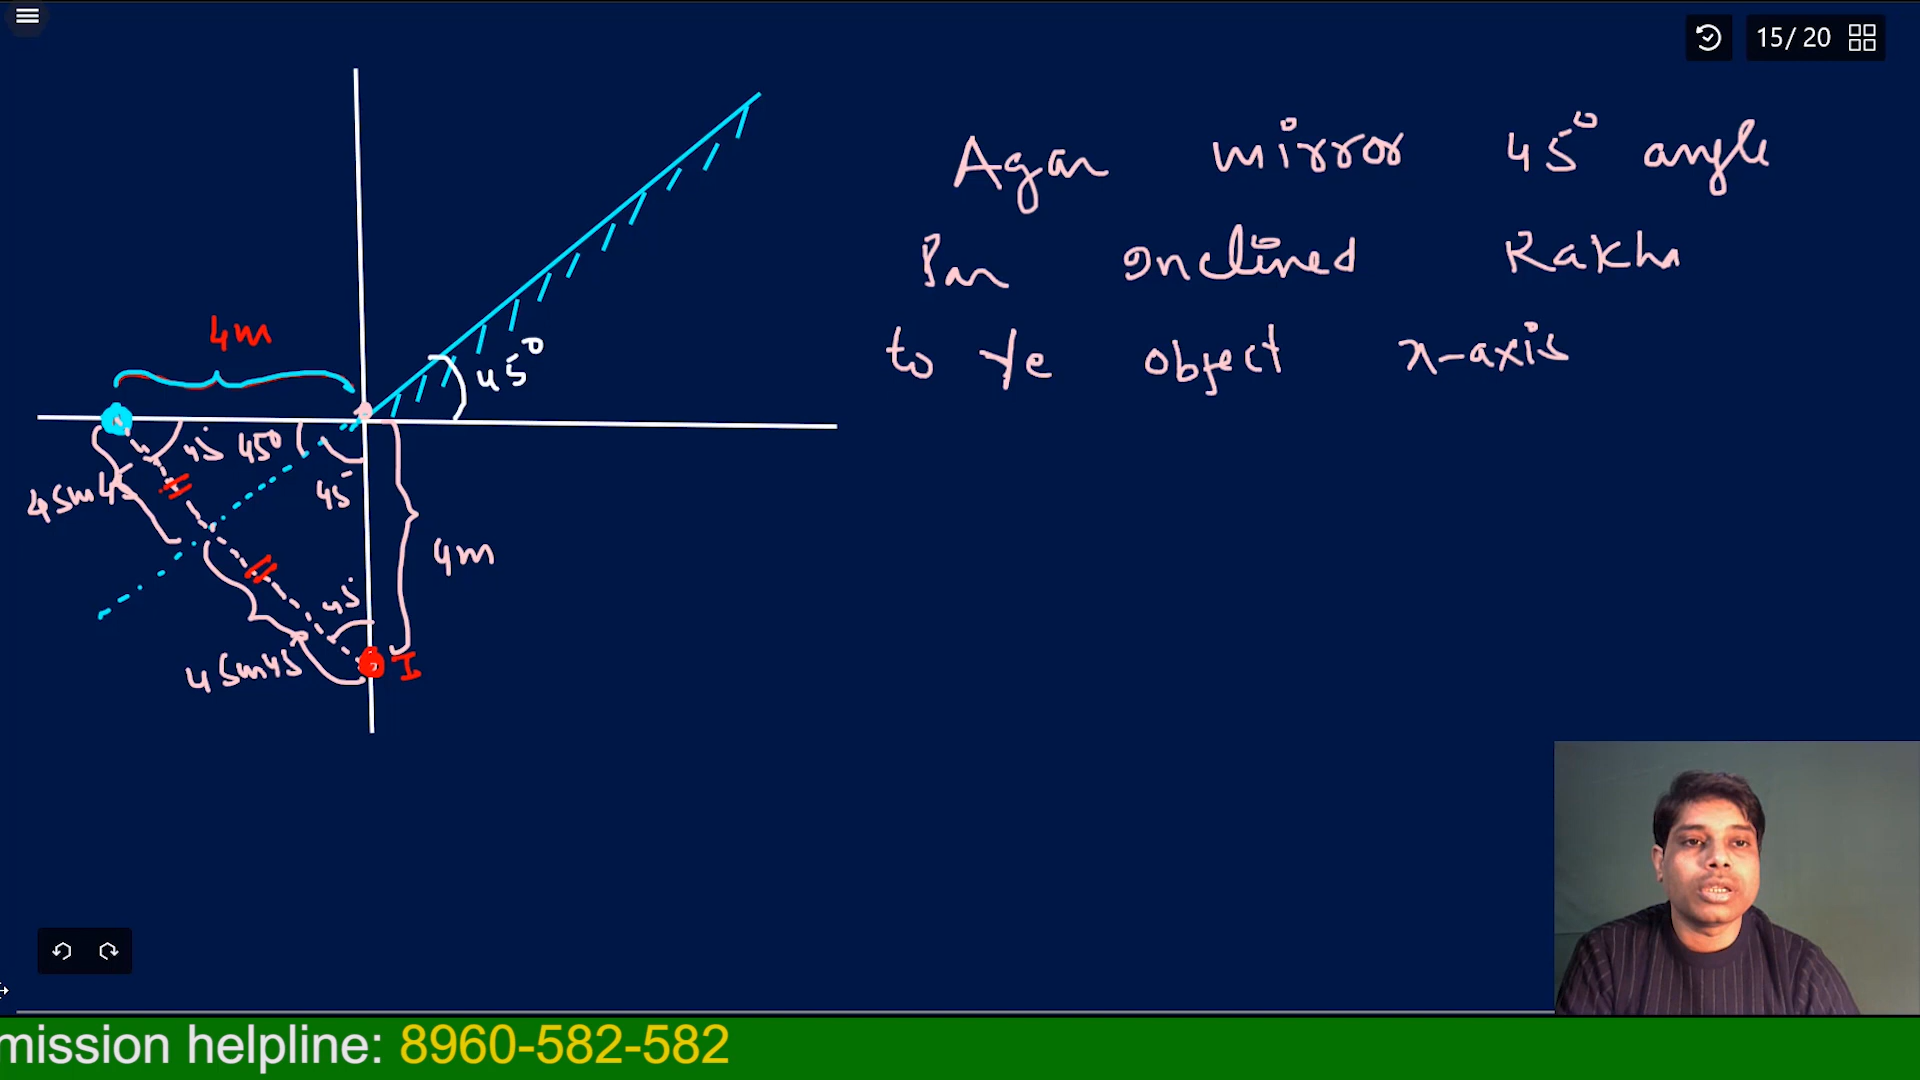 15/ 20
Agar mirror 45° angle
Par Inclined Rakha
to Ye object x-axis
4m
45°
45 45°
4 Sin 45
45
4m
45
4 Sin 45
I
mission helpline: 8960-582-582